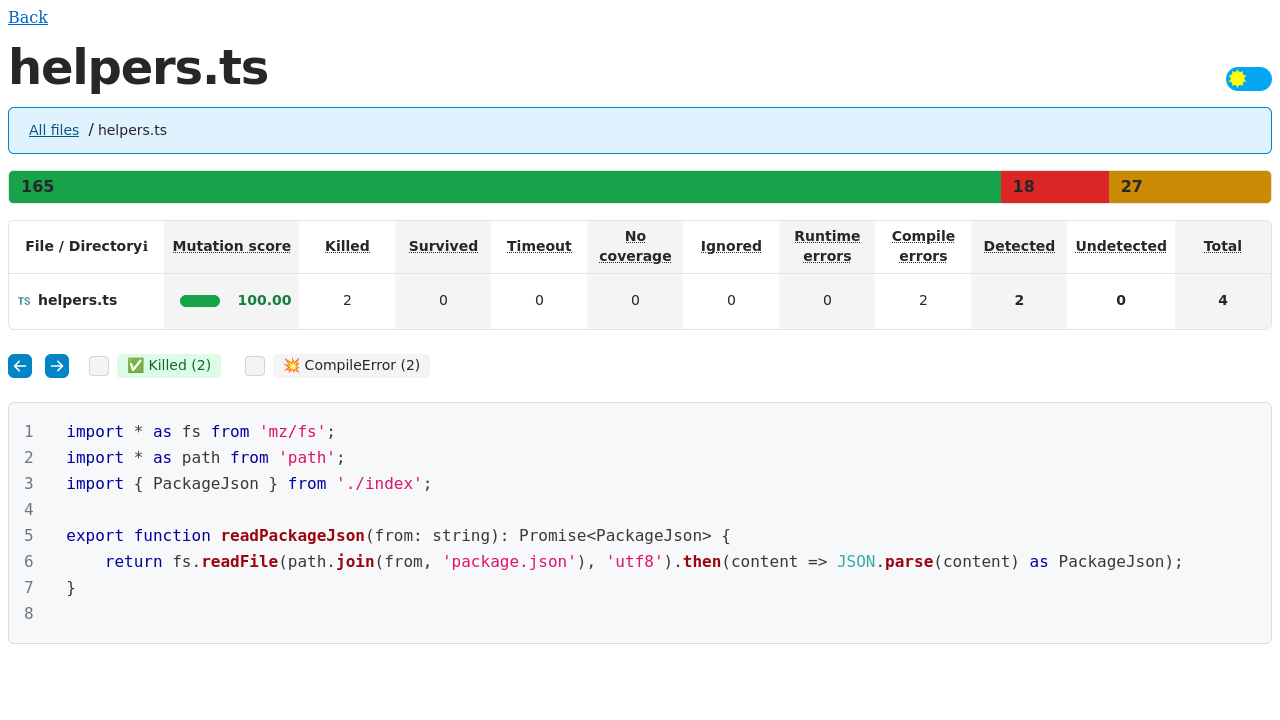 Back
helpers.ts
All files / helpers.ts
165 18 27
File / Directoryℹ Mutation score Killed Survived Timeout No coverage Ignored Runtime errors Compile errors Detected Undetected Total
TS helpers.ts 100.00 2 0 0 0 0 0 2 2 0 4
✅ Killed (2) 💥 CompileError (2)
1 import * as fs from 'mz/fs';
2 import * as path from 'path';
3 import { PackageJson } from './index';
4
5 export function readPackageJson(from: string): Promise<PackageJson> {
6     return fs.readFile(path.join(from, 'package.json'), 'utf8').then(content => JSON.parse(content) as PackageJson);
7 }
8